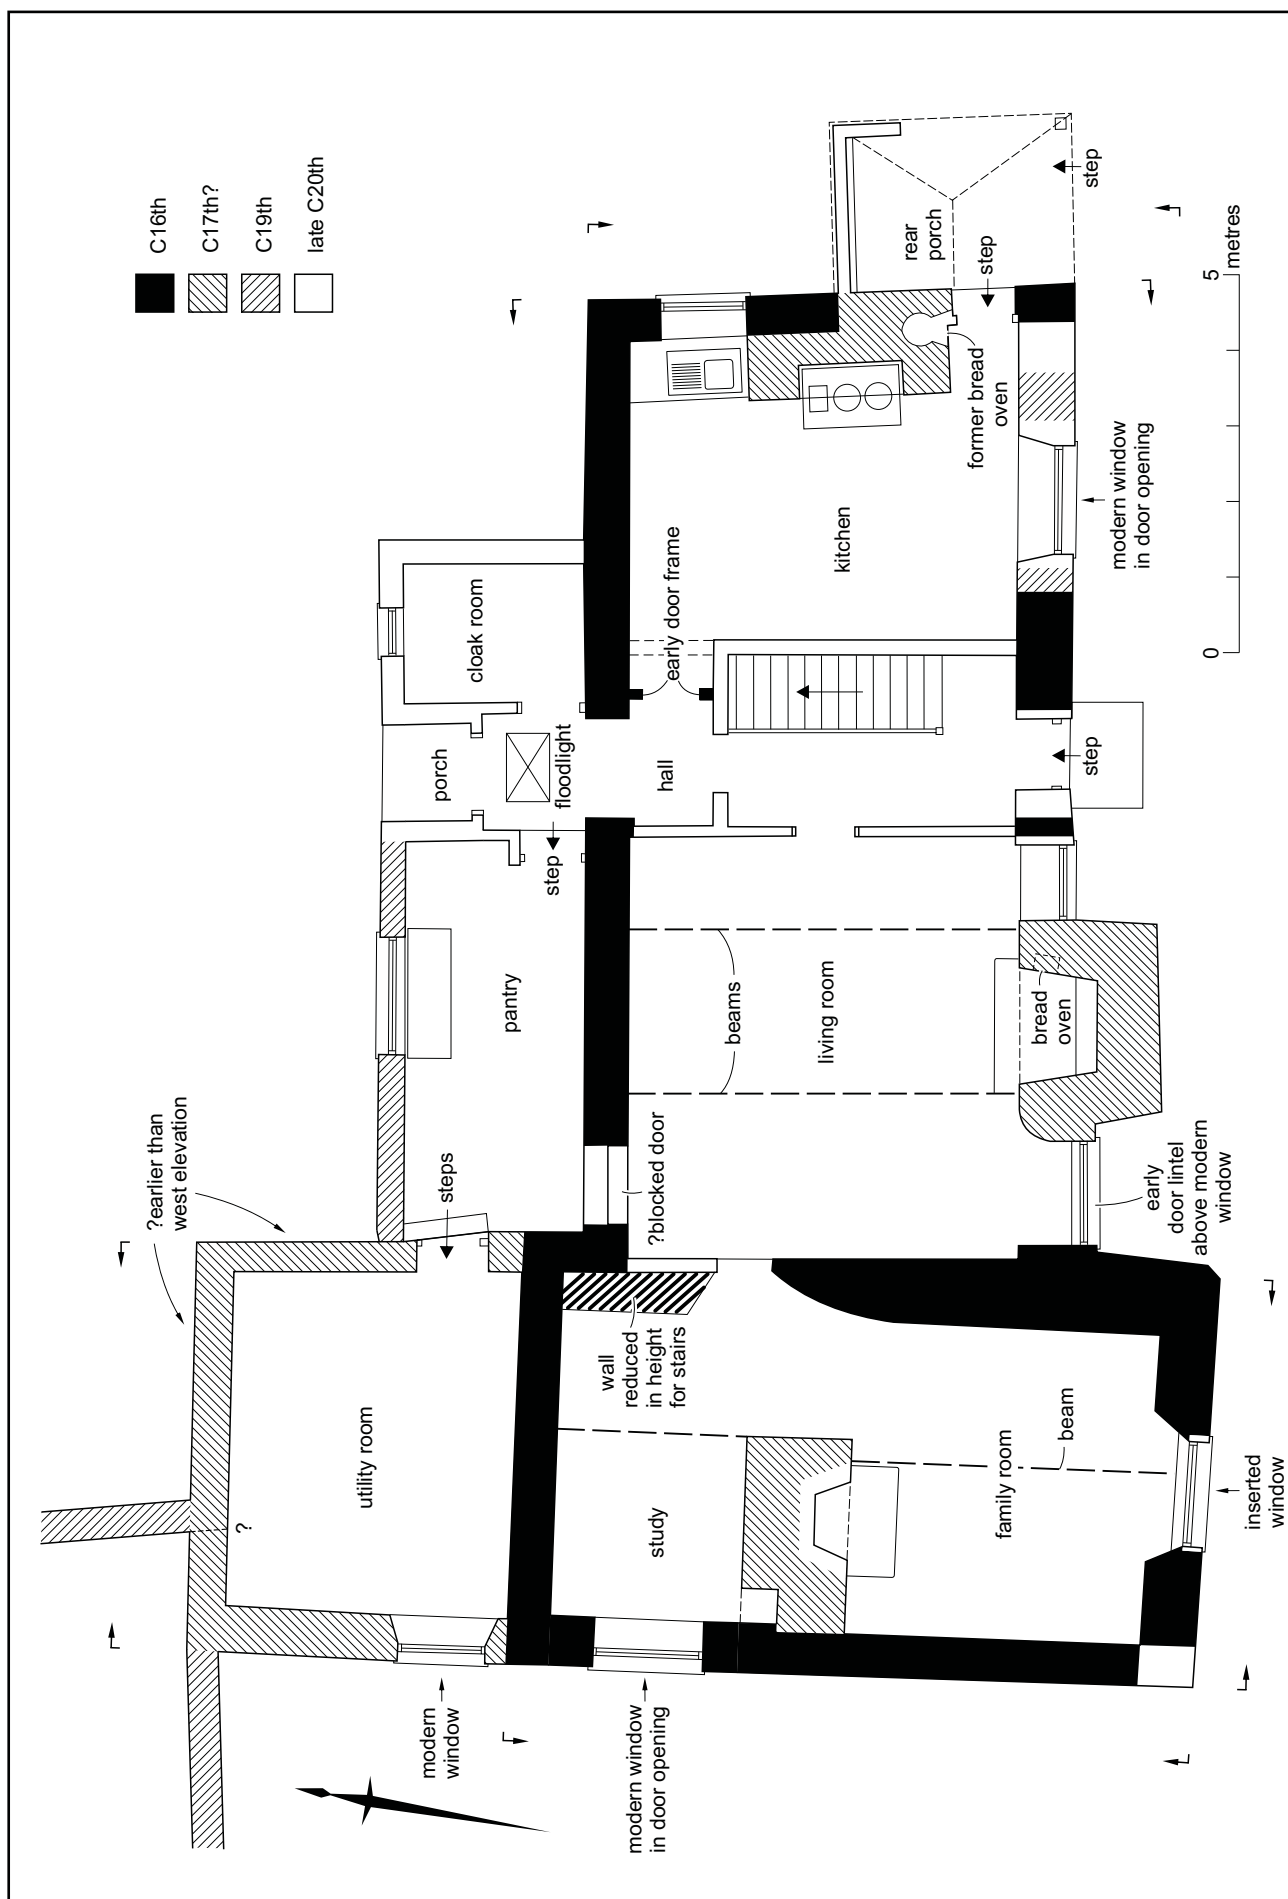 C16th
C17th?
C19th
late C20th
?earlier than
west elevation
utility room
?
steps
pantry
step
porch
floodlight
cloak room
hall
early door frame
kitchen
former bread
oven
rear
porch
step
step
modern
window
modern window
in door opening
study
wall
reduced
in height
for stairs
?blocked door
beams
living room
bread
oven
step
modern window
in door opening
family room
beam
inserted
window
early
door lintel
above modern
window
0
5
metres